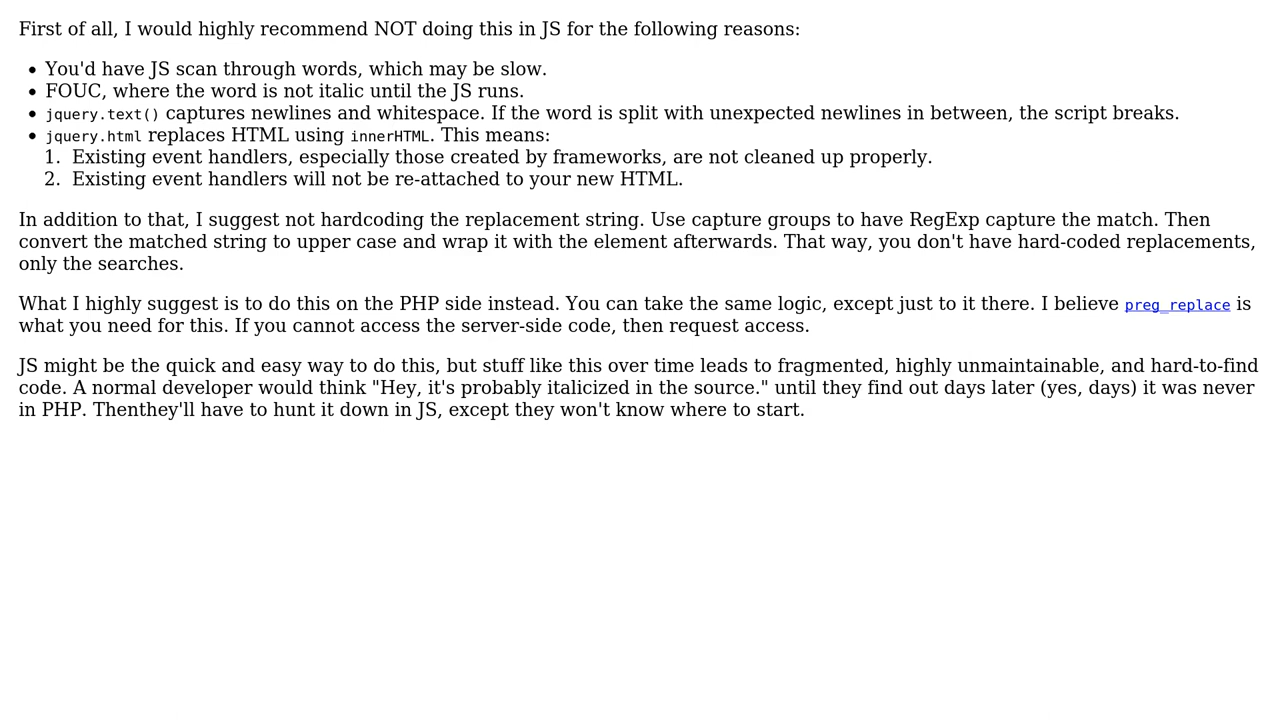 First of all, I would highly recommend NOT doing this in JS for the following reasons:
• You'd have JS scan through words, which may be slow.
• FOUC, where the word is not italic until the JS runs.
• jquery.text() captures newlines and whitespace. If the word is split with unexpected newlines in between, the script breaks.
• jquery.html replaces HTML using innerHTML. This means:
1. Existing event handlers, especially those created by frameworks, are not cleaned up properly.
2. Existing event handlers will not be re-attached to your new HTML.
In addition to that, I suggest not hardcoding the replacement string. Use capture groups to have RegExp capture the match. Then
convert the matched string to upper case and wrap it with the element afterwards. That way, you don't have hard-coded replacements,
only the searches.
What I highly suggest is to do this on the PHP side instead. You can take the same logic, except just to it there. I believe preg_replace is
what you need for this. If you cannot access the server-side code, then request access.
JS might be the quick and easy way to do this, but stuff like this over time leads to fragmented, highly unmaintainable, and hard-to-find
code. A normal developer would think "Hey, it's probably italicized in the source." until they find out days later (yes, days) it was never
in PHP. Thenthey'll have to hunt it down in JS, except they won't know where to start.